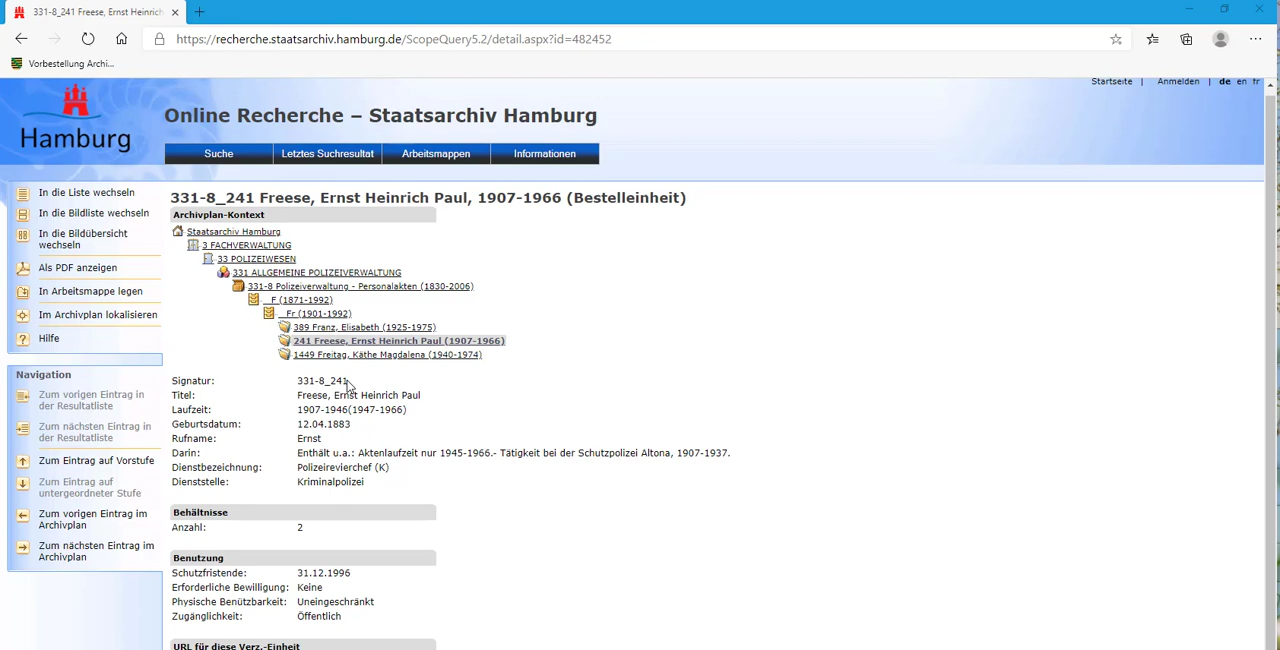 331-8_241 Freese, Ernst Heinrich
https://recherche.staatsarchiv.hamburg.de/ScopeQuery5.2/detail.aspx?id=482452
Vorbestellung Archi...
Startseite | Anmelden | de en fr
Hamburg
Online Recherche – Staatsarchiv Hamburg
Suche Letztes Suchresultat Arbeitsmappen Informationen
In die Liste wechseln
In die Bildliste wechseln
In die Bildübersicht
wechseln
Als PDF anzeigen
In Arbeitsmappe legen
Im Archivplan lokalisieren
Hilfe
Navigation
Zum vorigen Eintrag in
der Resultatliste
Zum nächsten Eintrag in
der Resultatliste
Zum Eintrag auf Vorstufe
Zum Eintrag auf
untergeordneter Stufe
Zum vorigen Eintrag im
Archivplan
Zum nächsten Eintrag im
Archivplan
331-8_241 Freese, Ernst Heinrich Paul, 1907-1966 (Bestelleinheit)
Archivplan-Kontext
Staatsarchiv Hamburg
3 FACHVERWALTUNG
33 POLIZEIWESEN
331 ALLGEMEINE POLIZEIVERWALTUNG
331-8 Polizeiverwaltung - Personalakten (1830-2006)
__F (1871-1992)
__Fr (1901-1992)
389 Franz, Elisabeth (1925-1975)
241 Freese, Ernst Heinrich Paul (1907-1966)
1449 Freitag, Käthe Magdalena (1940-1974)
Signatur: 331-8_241
Titel: Freese, Ernst Heinrich Paul
Laufzeit: 1907-1946(1947-1966)
Geburtsdatum: 12.04.1883
Rufname: Ernst
Darin: Enthält u.a.: Aktenlaufzeit nur 1945-1966.- Tätigkeit bei der Schutzpolizei Altona, 1907-1937.
Dienstbezeichnung: Polizeirevierchef (K)
Dienststelle: Kriminalpolizei
Behältnisse
Anzahl: 2
Benutzung
Schutzfristende: 31.12.1996
Erforderliche Bewilligung: Keine
Physische Benützbarkeit: Uneingeschränkt
Zugänglichkeit: Öffentlich
URL für diese Verz.-Einheit